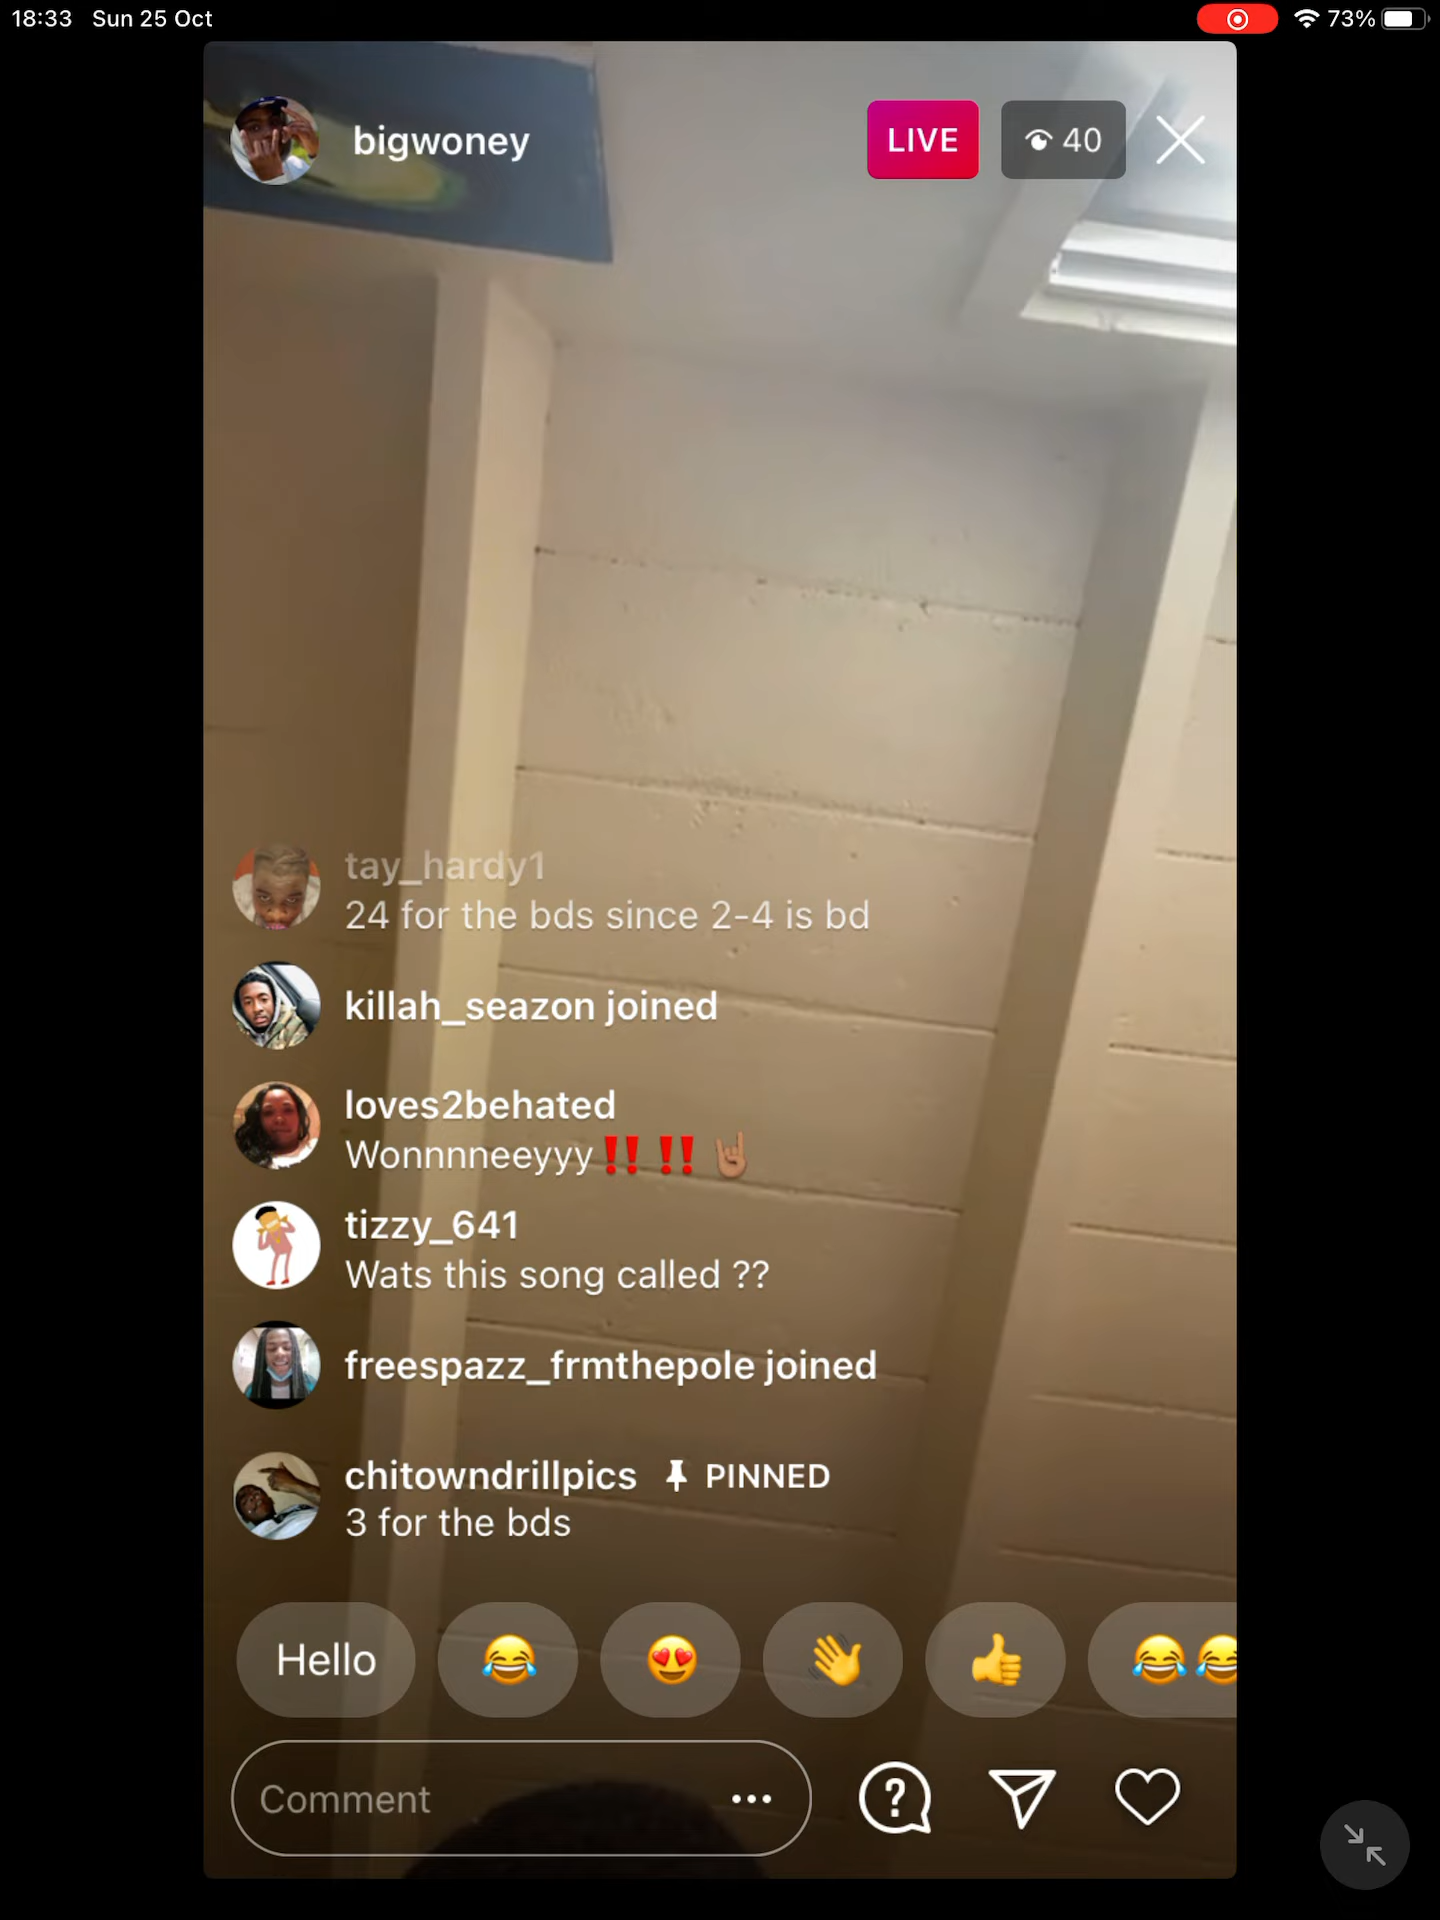 18:33 Sun 25 Oct 73%
bigwoney LIVE 40
tay_hardy1
24 for the bds since 2-4 is bd
killah_seazon joined
loves2behated
Wonnnneeyyy‼️‼️🤘🏽
tizzy_641
Wats this song called ??
freespazz_frmthepole joined
chitowndrillpics PINNED
3 for the bds
Hello 😂 😍 👋 👍 😂😂
Comment ...